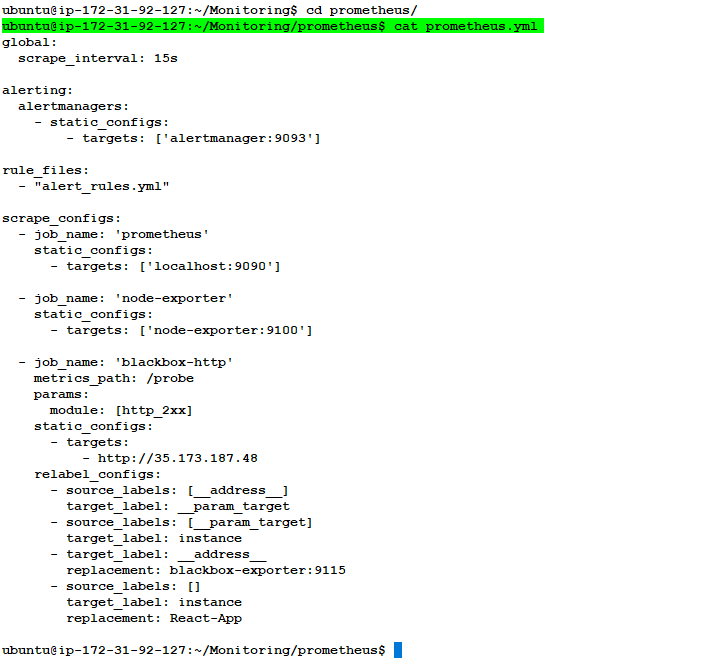 ubuntu@ip-172-31-92-127:~/Monitoring$ cd prometheus/
ubuntu@ip-172-31-92-127:~/Monitoring/prometheus$ cat prometheus.yml
global:
  scrape_interval: 15s

alerting:
  alertmanagers:
    - static_configs:
        - targets: ['alertmanager:9093']

rule_files:
  - "alert_rules.yml"

scrape_configs:
  - job_name: 'prometheus'
    static_configs:
      - targets: ['localhost:9090']

  - job_name: 'node-exporter'
    static_configs:
      - targets: ['node-exporter:9100']

  - job_name: 'blackbox-http'
    metrics_path: /probe
    params:
      module: [http_2xx]
    static_configs:
      - targets:
          - http://35.173.187.48
    relabel_configs:
      - source_labels: [__address__]
        target_label: __param_target
      - source_labels: [__param_target]
        target_label: instance
      - target_label: __address__
        replacement: blackbox-exporter:9115
      - source_labels: []
        target_label: instance
        replacement: React-App

ubuntu@ip-172-31-92-127:~/Monitoring/prometheus$